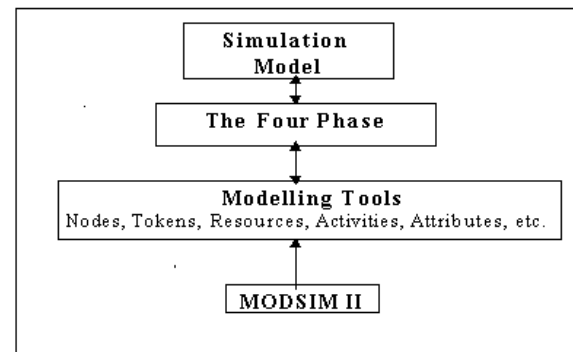 Simulation
Model
The Four Phase
Modelling Tools
Nodes, Tokens, Resources, Activities, Attributes, etc.
MODSIM II